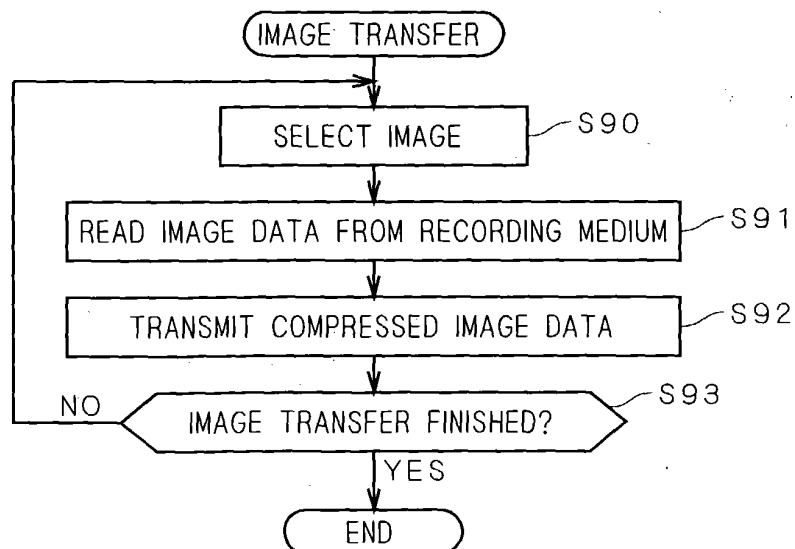 IMAGE TRANSFER
SELECT IMAGE
S90
READ IMAGE DATA FROM RECORDING MEDIUM
S91
TRANSMIT COMPRESSED IMAGE DATA
S92
IMAGE TRANSFER FINISHED?
S93
NO
YES
END